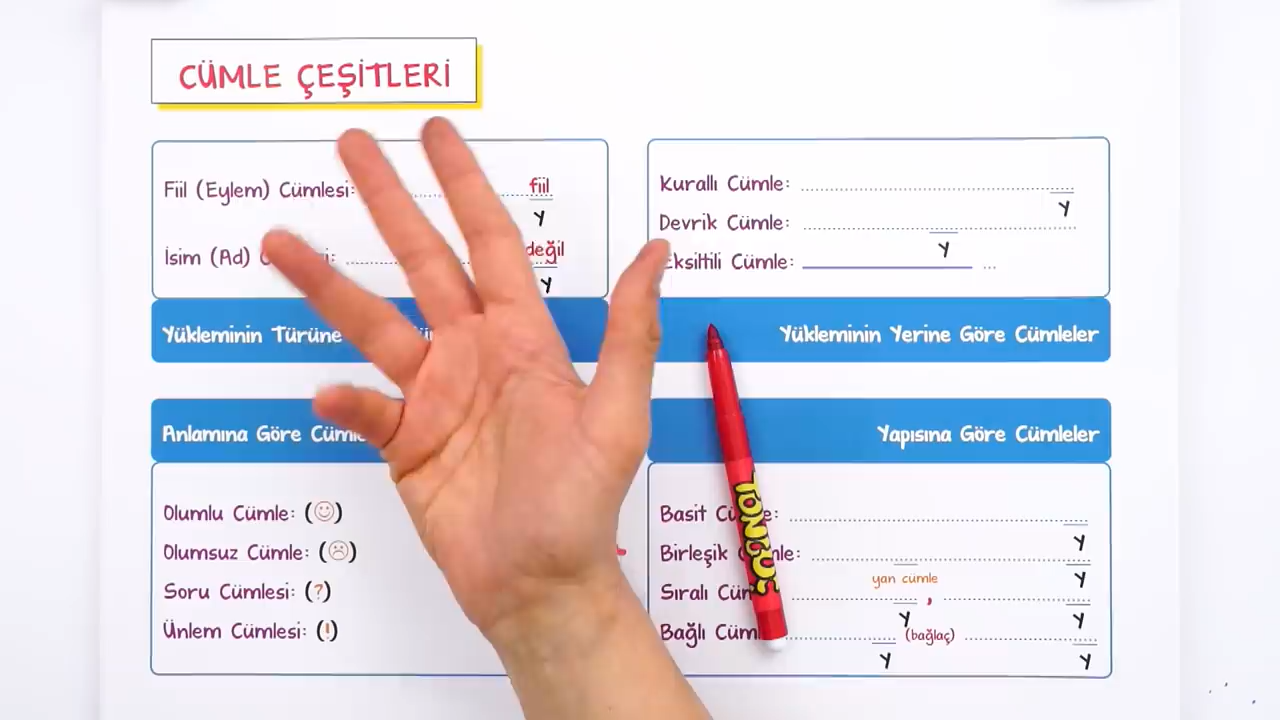 CÜMLE ÇEŞİTLERİ
Fiil (Eylem) Cümlesi: fiil
y
İsim (Ad) değil
y
Kurallı Cümle:
y
Devrik Cümle:
y
Eksiltili Cümle: ...
Yükleminin Türüne
Yükleminin Yerine Göre Cümleler
Anlamına Göre
Yapısına Göre Cümleler
Olumlu Cümle: (☺)
Olumsuz Cümle: (☹)
Soru Cümlesi: (?)
Ünlem Cümlesi: (!)
Basit
y
Birleşik
yan cümle y
Sıralı ,
y y
Bağlı (bağlaç)
y y
TONGUÇ